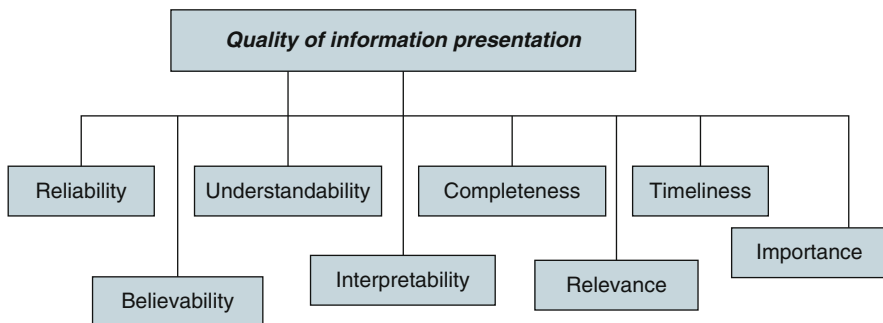 Quality of information presentation
Reliability
Understandability
Completeness
Timeliness
Importance
Believability
Interpretability
Relevance